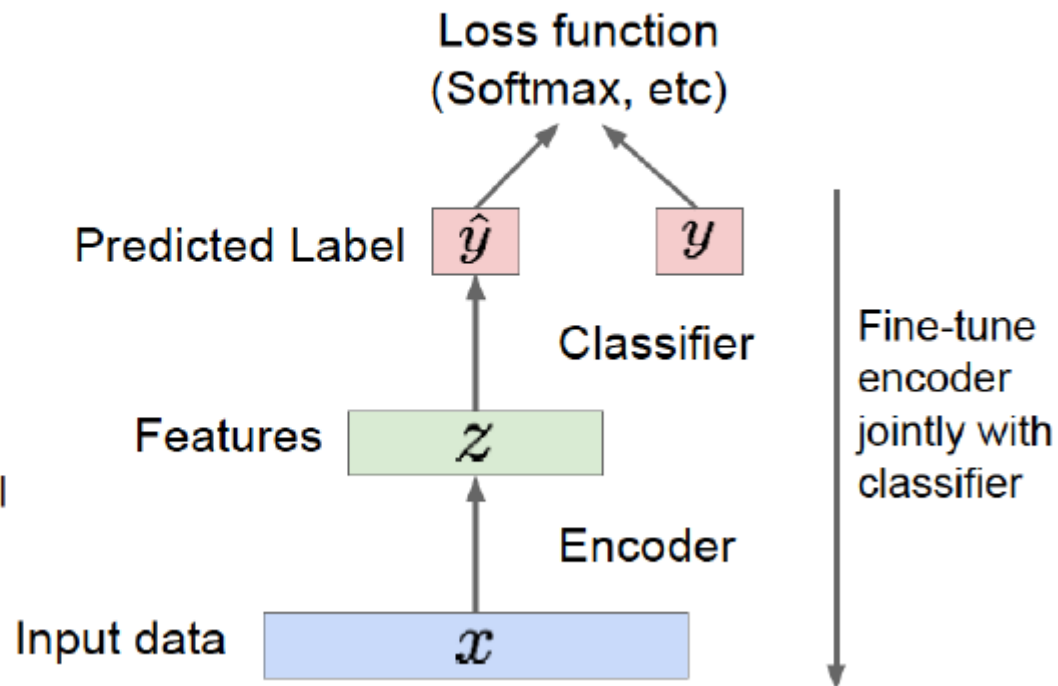 Loss function
(Softmax, etc)
Predicted Label
ŷ
y
Classifier
Fine-tune
encoder
jointly with
classifier
Features
z
l
Encoder
Input data
x